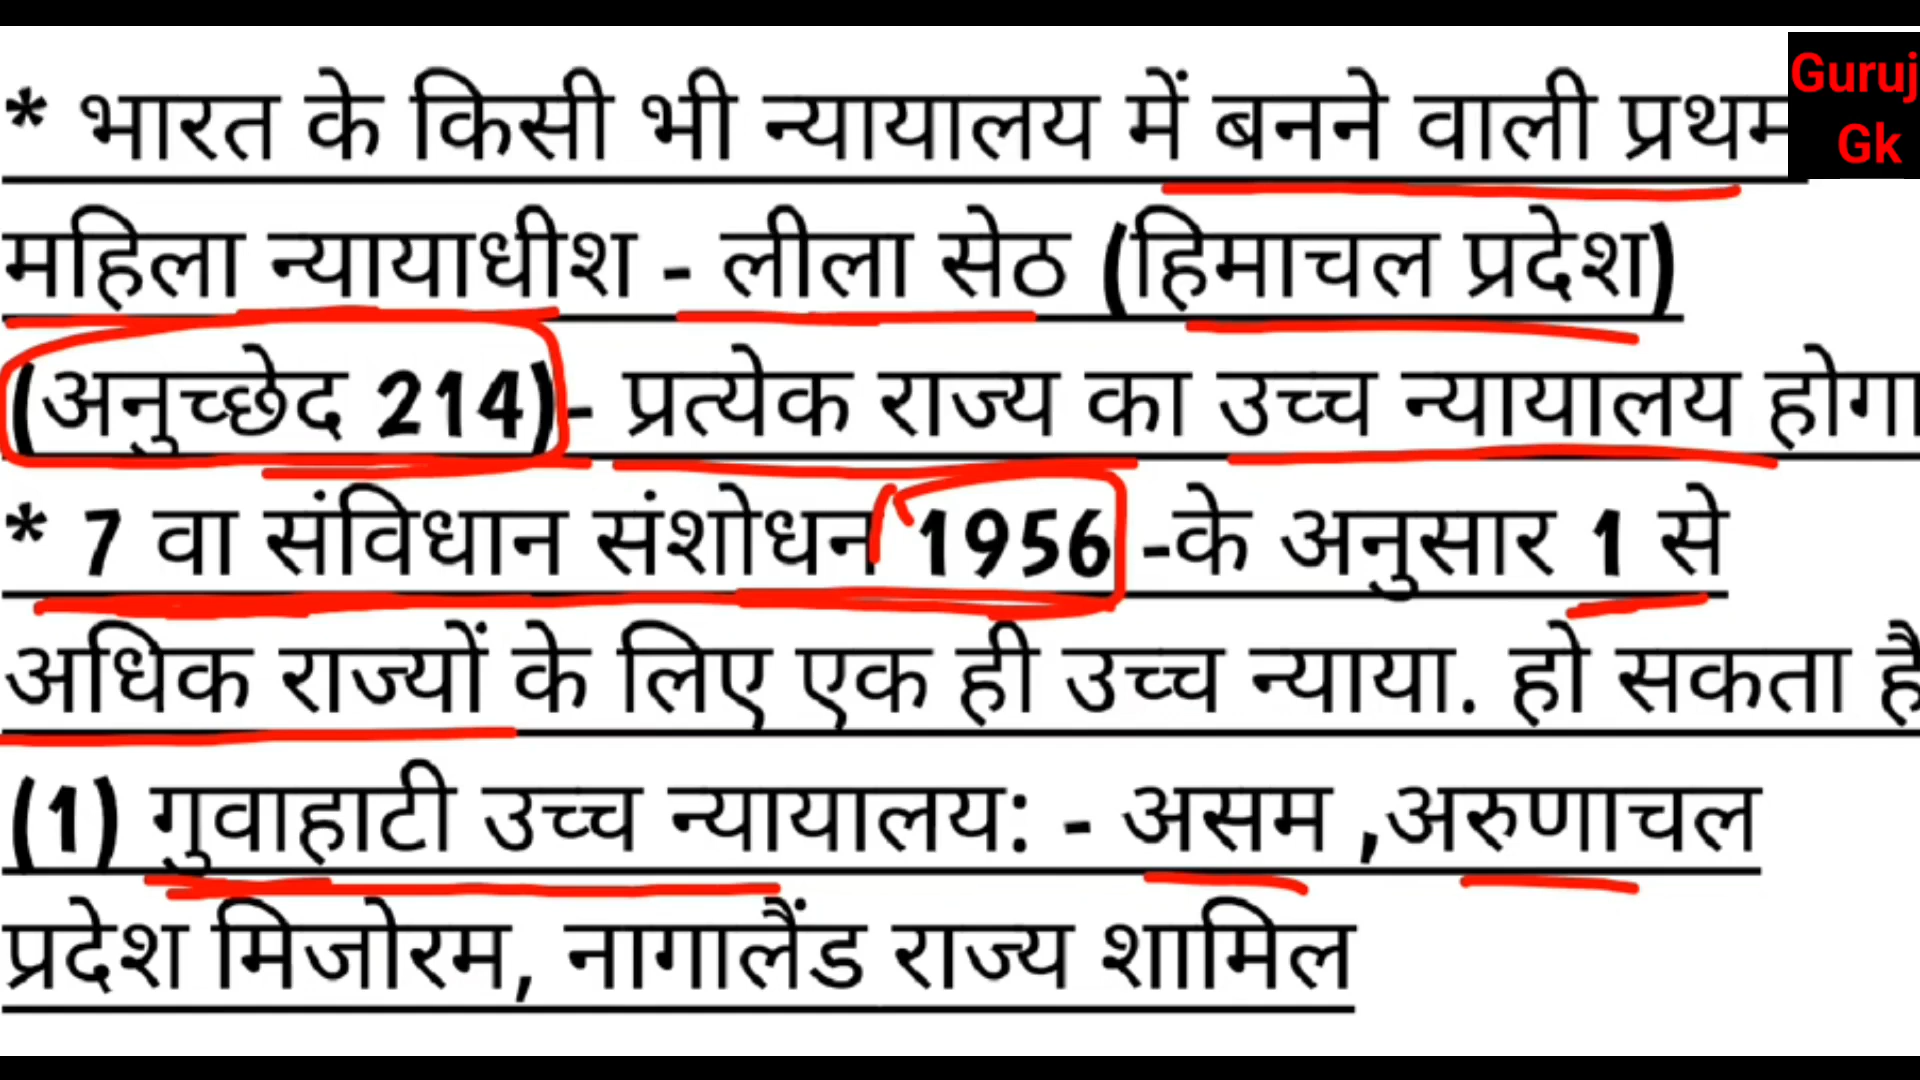 * भारत के किसी भी न्यायालय में बनने वाली प्रथम
Guruj
Gk
महिला न्यायाधीश - लीला सेठ (हिमाचल प्रदेश)
(अनुच्छेद 214)- प्रत्येक राज्य का उच्च न्यायालय होगा
* 7 वा संविधान संशोधन 1956 -के अनुसार 1 से
अधिक राज्यों के लिए एक ही उच्च न्याया. हो सकता है
(1) गुवाहाटी उच्च न्यायालय: - असम ,अरुणाचल
प्रदेश मिजोरम, नागालैंड राज्य शामिल